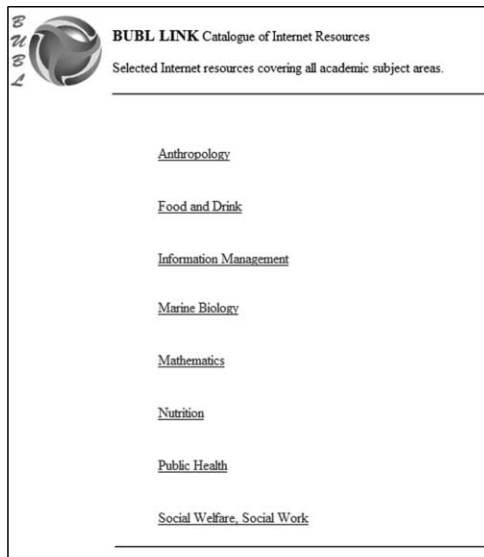 BUBL
BUBL LINK Catalogue of Internet Resources
Selected Internet resources covering all academic subject areas.
Anthropology
Food and Drink
Information Management
Marine Biology
Mathematics
Nutrition
Public Health
Social Welfare, Social Work